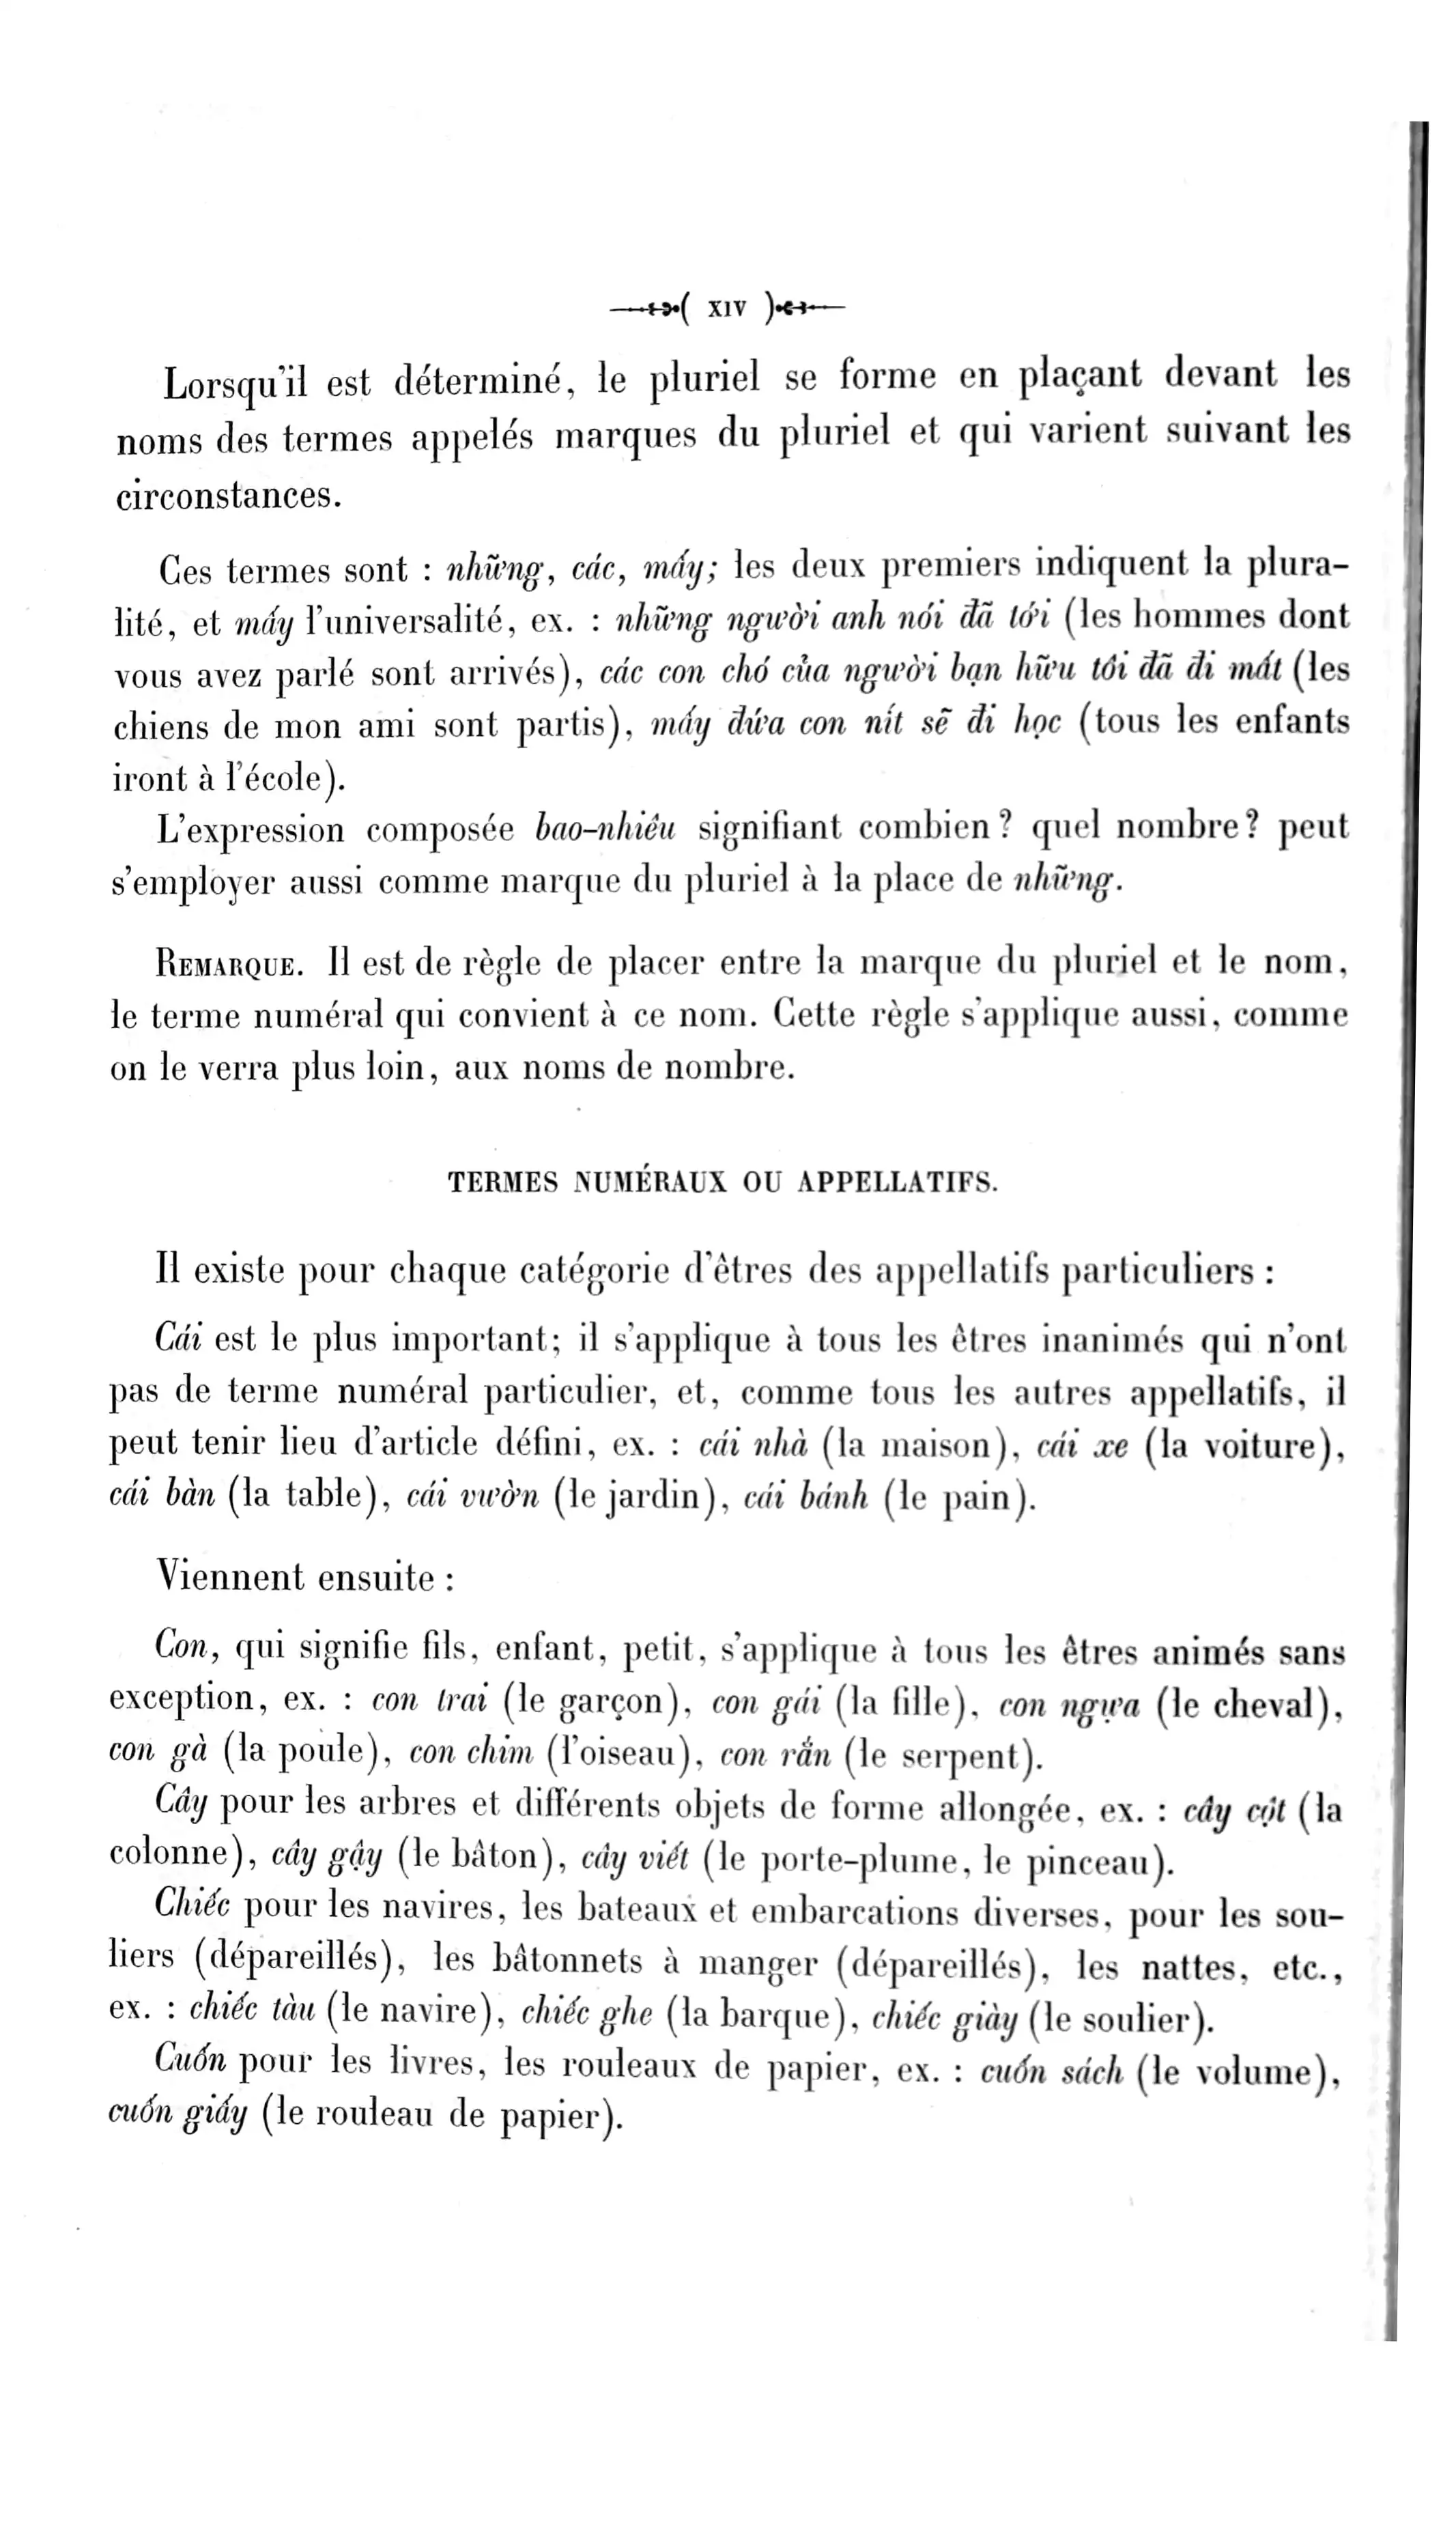 ( XIV )
Lorsqu'il est déterminé, le pluriel se forme en plaçant devant les
noms des termes appelés marques du pluriel et qui varient suivant les
circonstances.
Ces termes sont : những, các, mấy; les deux premiers indiquent la plura-
lité, et mấy l'universalité, ex. : những người anh nói đã tới (les hommes dont
vous avez parlé sont arrivés), các con chó của người bạn hữu tôi đã đi mất (les
chiens de mon ami sont partis), mấy đứa con nít sẽ đi học (tous les enfants
iront à l'école).
L'expression composée bao-nhiêu signifiant combien? quel nombre? peut
s'employer aussi comme marque du pluriel à la place de những.
REMARQUE. Il est de règle de placer entre la marque du pluriel et le nom,
le terme numéral qui convient à ce nom. Cette règle s'applique aussi, comme
on le verra plus loin, aux noms de nombre.
TERMES NUMÉRAUX OU APPELLATIFS.
Il existe pour chaque catégorie d'êtres des appellatifs particuliers :
Cái est le plus important; il s'applique à tous les êtres inanimés qui n'ont
pas de terme numéral particulier, et, comme tous les autres appellatifs, il
peut tenir lieu d'article défini, ex. : cái nhà (la maison), cái xe (la voiture),
cái bàn (la table), cái vườn (le jardin), cái bánh (le pain).
Viennent ensuite :
Con, qui signifie fils, enfant, petit, s'applique à tous les êtres animés sans
exception, ex. : con trai (le garçon), con gái (la fille), con ngựa (le cheval),
con gà (la poule), con chim (l'oiseau), con rắn (le serpent).
Cây pour les arbres et différents objets de forme allongée, ex. : cây cột (la
colonne), cây gậy (le bâton), cây viết (le porte-plume, le pinceau).
Chiếc pour les navires, les bateaux et embarcations diverses, pour les sou-
liers (dépareillés), les bâtonnets à manger (dépareillés), les nattes, etc.,
ex. : chiếc tàu (le navire), chiếc ghe (la barque), chiếc giày (le soulier).
Cuốn pour les livres, les rouleaux de papier, ex. : cuốn sách (le volume),
cuốn giấy (le rouleau de papier).